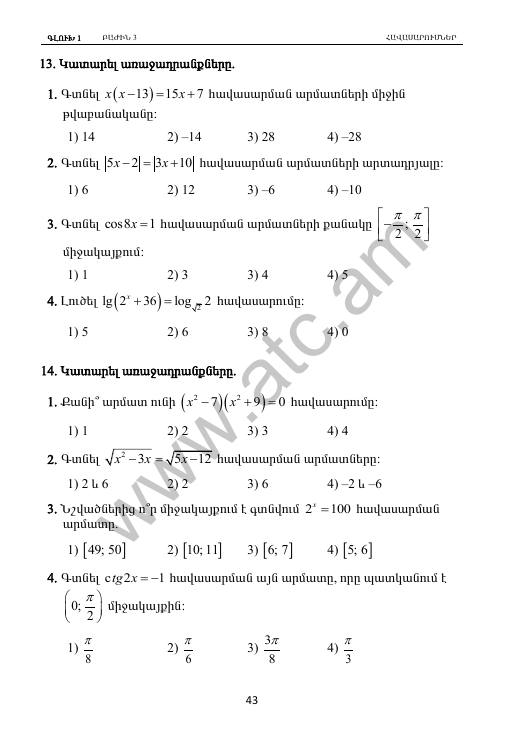 ԳԼՈՒԽ 1 ԲԱԺԻՆ 3 ՀԱՎԱՍԱՐՈՒՄՆԵՐ
13. Կատարել առաջադրանքները.
1. Գտնել x(x−13)=15x+7 հավասարման արմատների միջին
թվաբանականը:
1) 14 2) –14 3) 28 4) –28
2. Գտնել |5x−2|=|3x+10| հավասարման արմատների արտադրյալը:
1) 6 2) 12 3) –6 4) –10
3. Գտնել cos8x=1 հավասարման արմատների քանակը [−π/2; π/2]
միջակայքում:
1) 1 2) 3 3) 4 4) 5
4. Լուծել lg(2^x+36)=log_√2 2 հավասարումը:
1) 5 2) 6 3) 8 4) 0
14. Կատարել առաջադրանքները.
1. Քանի՞ արմատ ունի (x²−7)(x²+9)=0 հավասարումը:
1) 1 2) 2 3) 3 4) 4
2. Գտնել √(x²−3x)=√(5x−12) հավասարման արմատները:
1) 2 և 6 2) 2 3) 6 4) –2 և –6
3. Նշվածներից ո՞ր միջակայքում է գտնվում 2^x=100 հավասարման
արմատը.
1) [49; 50] 2) [10; 11] 3) [6; 7] 4) [5; 6]
4. Գտնել ctg2x=−1 հավասարման այն արմատը, որը պատկանում է
(0; π/2) միջակայքին:
1) π/8 2) π/6 3) 3π/8 4) π/3
43
www.atc.am